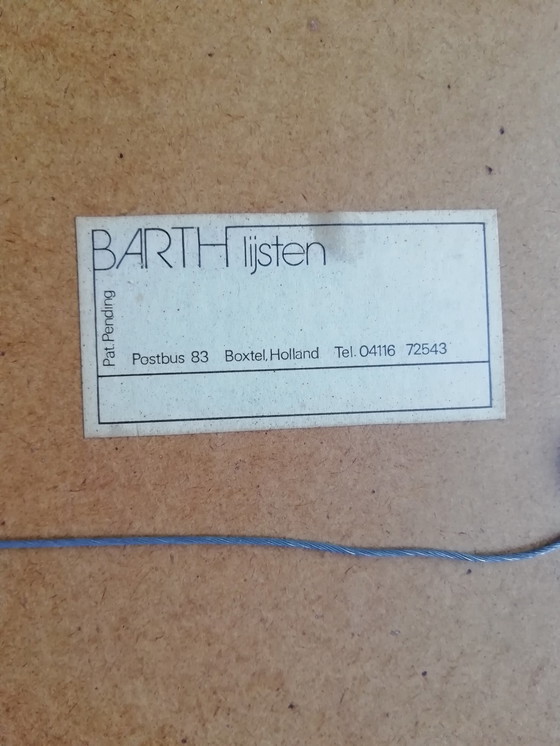 BARTH lijsten
Pat. Pending
Postbus 83 Boxtel, Holland Tel. 04116 72543